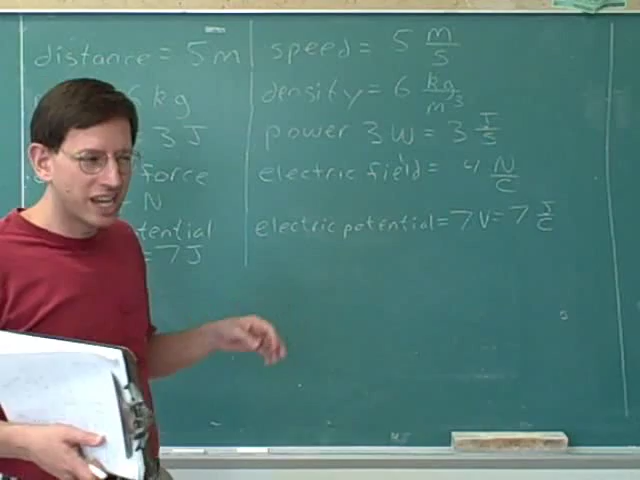 distance = 5 m
kg
= 3 J
force
N
tential
= 7 J
speed = 5 m/s
density = 6 kg/m³
power 3 W = 3 J/s
electric field = 4 N/C
electric potential = 7 V = 7 J/C